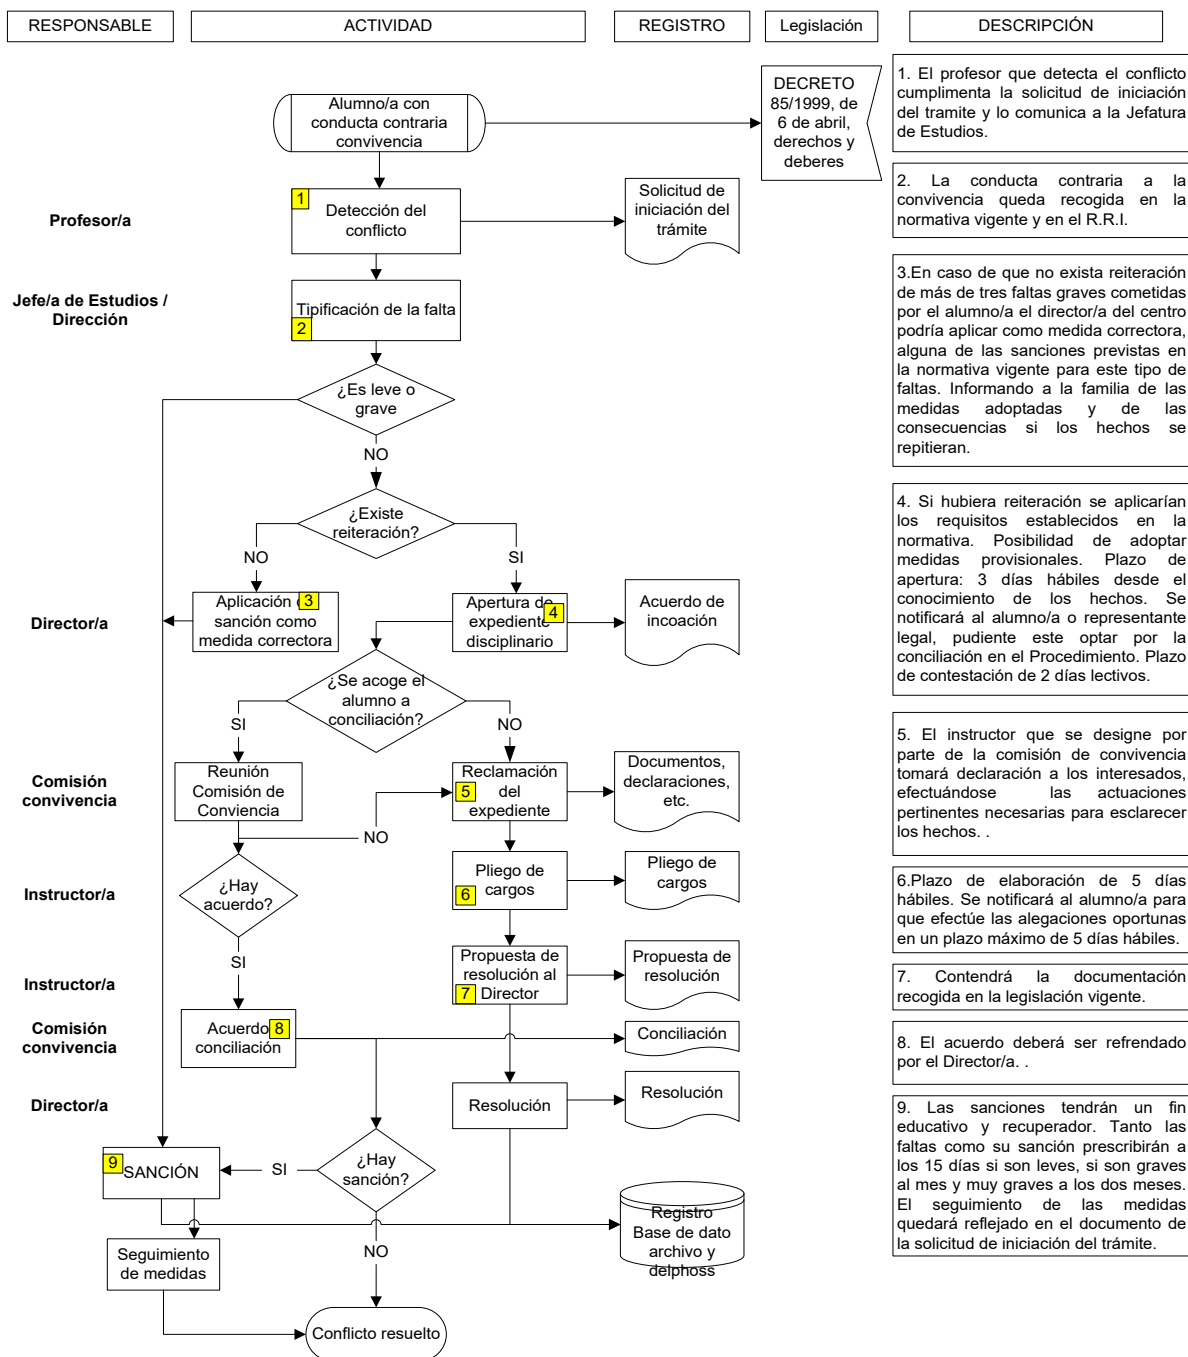 RESPONSABLE
ACTIVIDAD
REGISTRO
Legislación
DESCRIPCIÓN
Alumno/a con
conducta contraria
convivencia
DECRETO
85/1999, de
6 de abril,
derechos y
deberes
1. El profesor que detecta el conflicto
cumplimenta la solicitud de iniciación
del tramite y lo comunica a la Jefatura
de Estudios.
Profesor/a
1
Detección del
conflicto
Solicitud de
iniciación del
trámite
2. La conducta contraria a la
convivencia queda recogida en la
normativa vigente y en el R.R.I.
Jefe/a de Estudios /
Dirección
Tipificación de la falta
2
3.En caso de que no exista reiteración
de más de tres faltas graves cometidas
por el alumno/a el director/a del centro
podría aplicar como medida correctora,
alguna de las sanciones previstas en
la normativa vigente para este tipo de
faltas. Informando a la familia de las
medidas adoptadas y de las
consecuencias si los hechos se
repitieran.
¿Es leve o
grave
NO
¿Existe
reiteración?
NO
SI
4. Si hubiera reiteración se aplicarían
los requisitos establecidos en la
normativa. Posibilidad de adoptar
medidas provisionales. Plazo de
apertura: 3 días hábiles desde el
conocimiento de los hechos. Se
notificará al alumno/a o representante
legal, pudiente este optar por la
conciliación en el Procedimiento. Plazo
de contestación de 2 días lectivos.
Director/a
Aplicación
3
sanción como
medida correctora
Apertura de
4
expediente
disciplinario
Acuerdo de
incoación
¿Se acoge el
alumno a
conciliación?
SI
NO
5. El instructor que se designe por
parte de la comisión de convivencia
tomará declaración a los interesados,
efectuándose las actuaciones
pertinentes necesarias para esclarecer
los hechos. .
Comisión
convivencia
Reunión
Comisión de
Conviencia
Reclamación
5
del
expediente
Documentos,
declaraciones,
etc.
NO
Instructor/a
¿Hay
acuerdo?
Pliego de
cargos
6
Pliego de
cargos
6.Plazo de elaboración de 5 días
hábiles. Se notificará al alumno/a para
que efectúe las alegaciones oportunas
en un plazo máximo de 5 días hábiles.
SI
Instructor/a
Propuesta de
resolución al
Director
7
Propuesta de
resolución
7. Contendrá la documentación
recogida en la legislación vigente.
Comisión
convivencia
Acuerdo
8
conciliación
Conciliación
8. El acuerdo deberá ser refrendado
por el Director/a. .
Director/a
Resolución
Resolución
9. Las sanciones tendrán un fin
educativo y recuperador. Tanto las
faltas como su sanción prescribirán a
los 15 días si son leves, si son graves
al mes y muy graves a los dos meses.
El seguimiento de las medidas
quedará reflejado en el documento de
la solicitud de iniciación del trámite.
9
SANCIÓN
SI
¿Hay
sanción?
Registro
Base de dato
archivo y
delphoss
Seguimiento
de medidas
NO
Conflicto resuelto